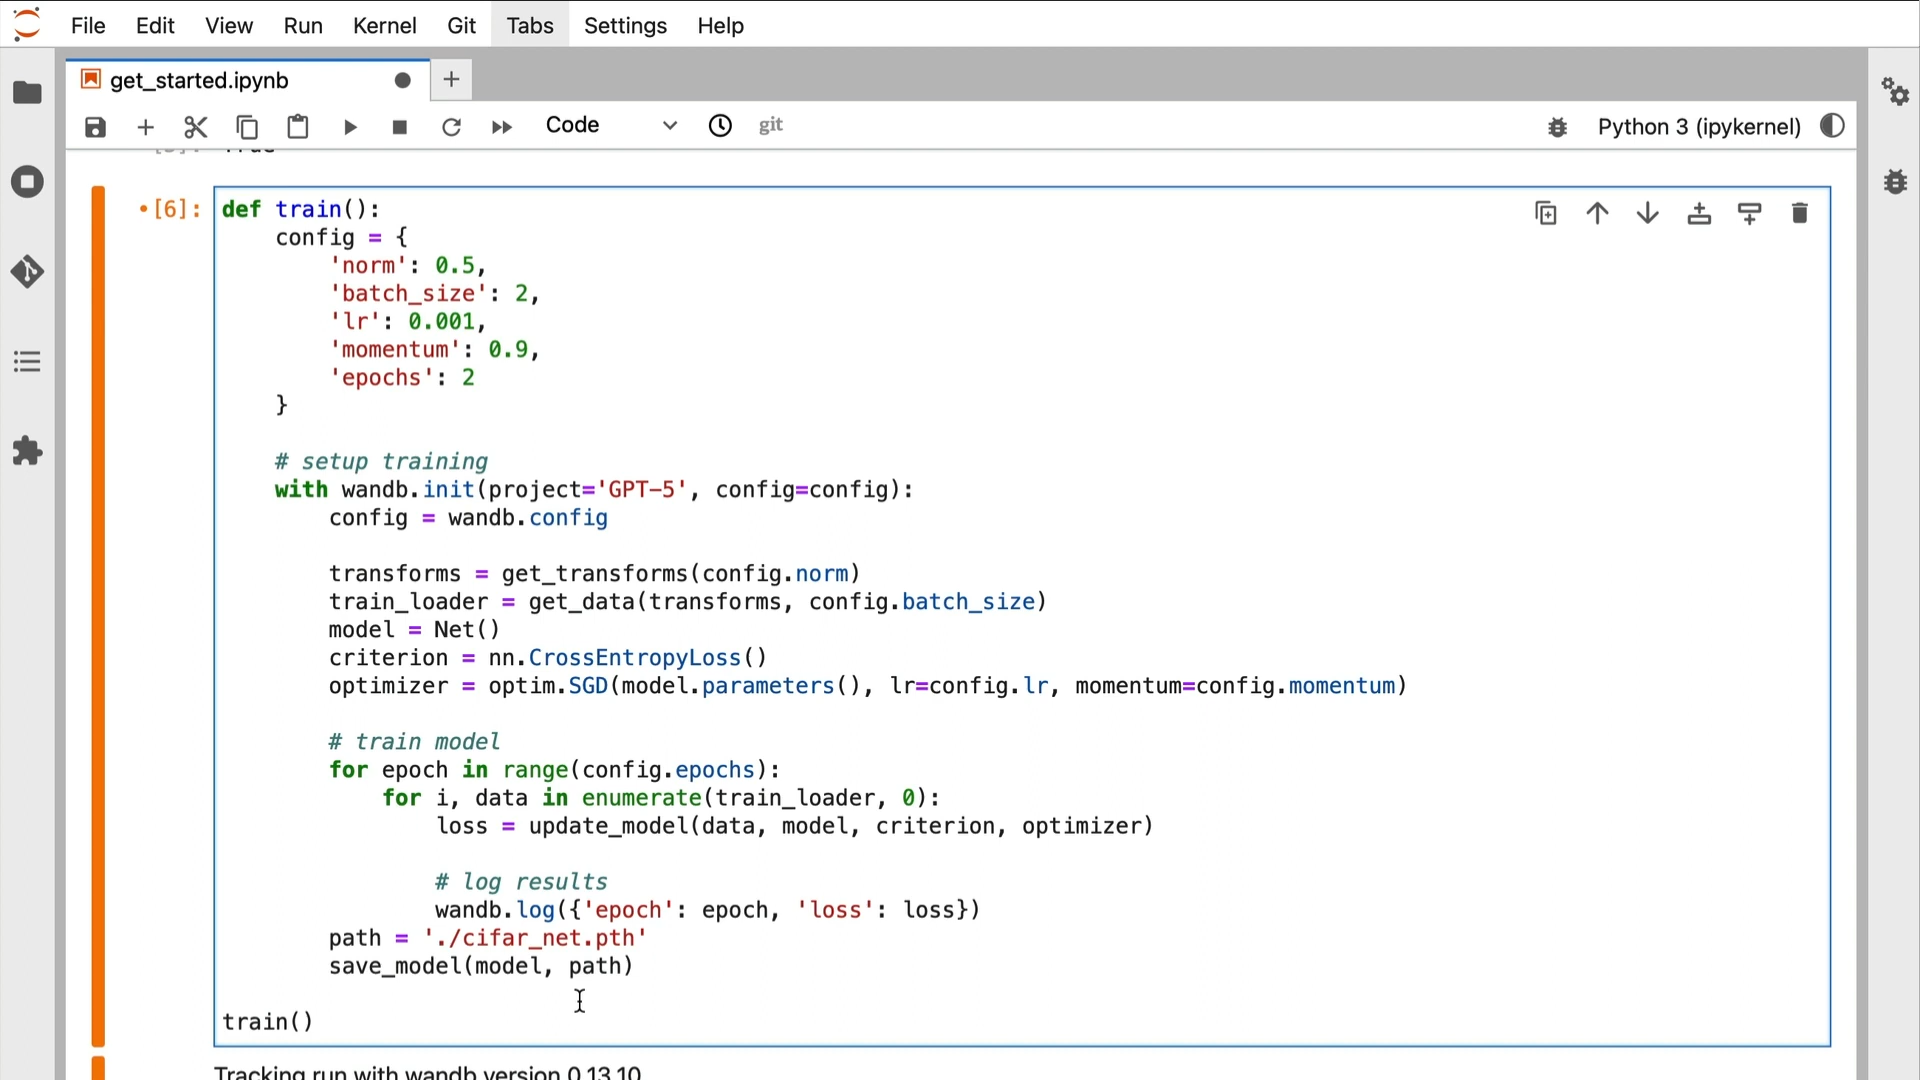 File Edit View Run Kernel Git Tabs Settings Help
get_started.ipynb
Code git Python 3 (ipykernel)
[6]: def train():
    config = {
        'norm': 0.5,
        'batch_size': 2,
        'lr': 0.001,
        'momentum': 0.9,
        'epochs': 2
    }
    # setup training
    with wandb.init(project='GPT-5', config=config):
        config = wandb.config
        transforms = get_transforms(config.norm)
        train_loader = get_data(transforms, config.batch_size)
        model = Net()
        criterion = nn.CrossEntropyLoss()
        optimizer = optim.SGD(model.parameters(), lr=config.lr, momentum=config.momentum)
        # train model
        for epoch in range(config.epochs):
            for i, data in enumerate(train_loader, 0):
                loss = update_model(data, model, criterion, optimizer)
                # log results
                wandb.log({'epoch': epoch, 'loss': loss})
        path = './cifar_net.pth'
        save_model(model, path)
train()
Tracking run with wandb version 0.13.10